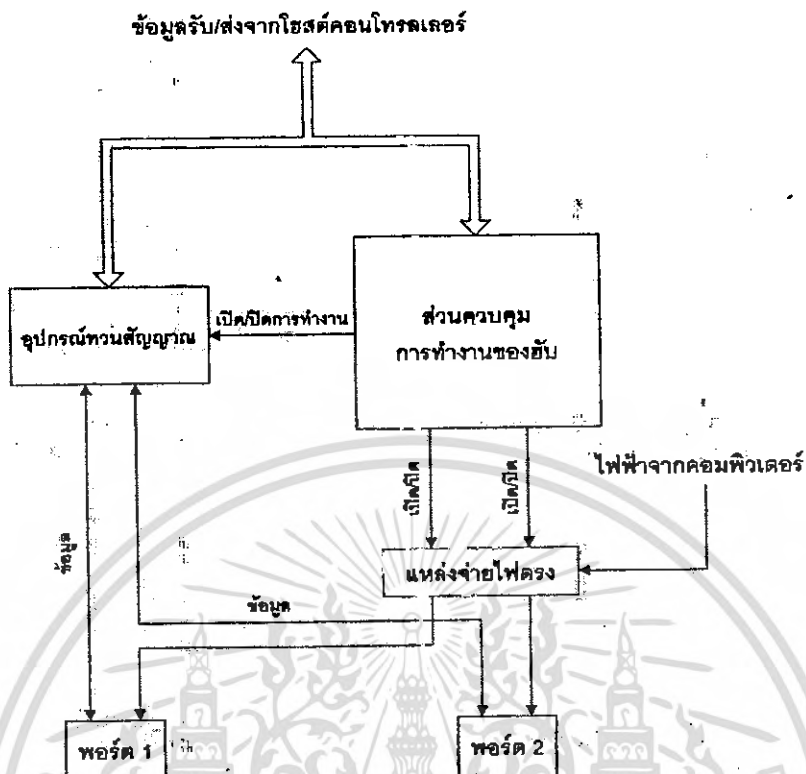 ข้อมูลรับ/ส่งจากโฮสต์คอนโทรลเลอร์
อุปกรณ์ทวนสัญญาณ
เปิด/ปิดการทำงาน
ส่วนควบคุม
การทำงานของฮับ
เปิด/ปิด
เปิด/ปิด
ไฟฟ้าจากคอมพิวเตอร์
แหล่งจ่ายไฟตรง
ข้อมูล
ข้อมูล
พอร์ต 1
พอร์ต 2